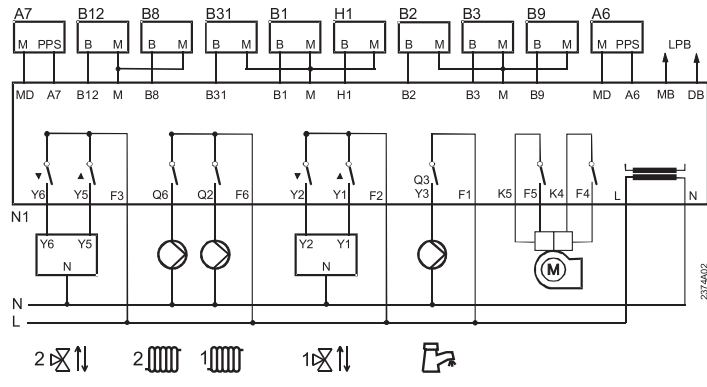 A7 B12 B8 B31 B1 H1 B2 B3 B9 A6 LPB
M PPS B M B M B M B M B M B M B M B M M PPS
MD A7 B12 M B8 B31 B1 M H1 B2 B3 M B9 MD A6 MB DB
Q3
Y6 Y5 F3 Q6 Q2 F6 Y2 Y1 F2 Y3 F1 K5 F5 K4 F4 L N
N1
Y6 Y5 Y2 Y1
N N
M
2374A02
N
L
2 2 1 1